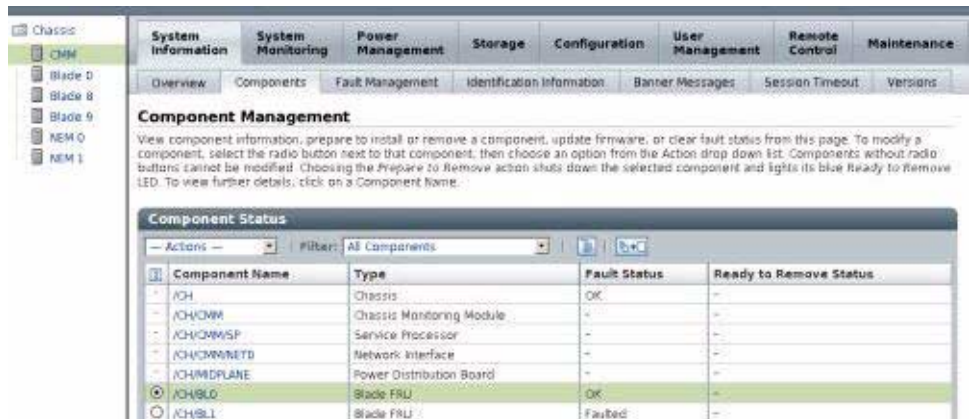 Chassis
CMM
Blade 0
Blade 8
Blade 9
NEM 0
NEM 1
System Information
System Monitoring
Power Management
Storage
Configuration
User Management
Remote Control
Maintenance
Overview
Components
Fault Management
Identification Information
Banner Messages
Session Timeout
Versions
Component Management
View component information, prepare to install or remove a component, update firmware, or clear fault status from this page. To modify a
component, select the radio button next to that component, then choose an option from the Action drop down list. Components without radio
buttons cannot be modified. Choosing the Prepare to Remove action shuts down the selected component and lights its blue Ready to Remove
LED. To view further details, click on a Component Name.
Component Status
— Actions —
Filter: All Components
Component Name Type Fault Status Ready to Remove Status
- /CH Chassis OK -
- /CH/CMM Chassis Monitoring Module - -
- /CH/CMM/SP Service Processor - -
- /CH/CMM/NET0 Network Interface - -
- /CH/MIDPLANE Power Distribution Board - -
/CH/BL0 Blade FRU OK -
/CH/BL1 Blade FRU Faulted -